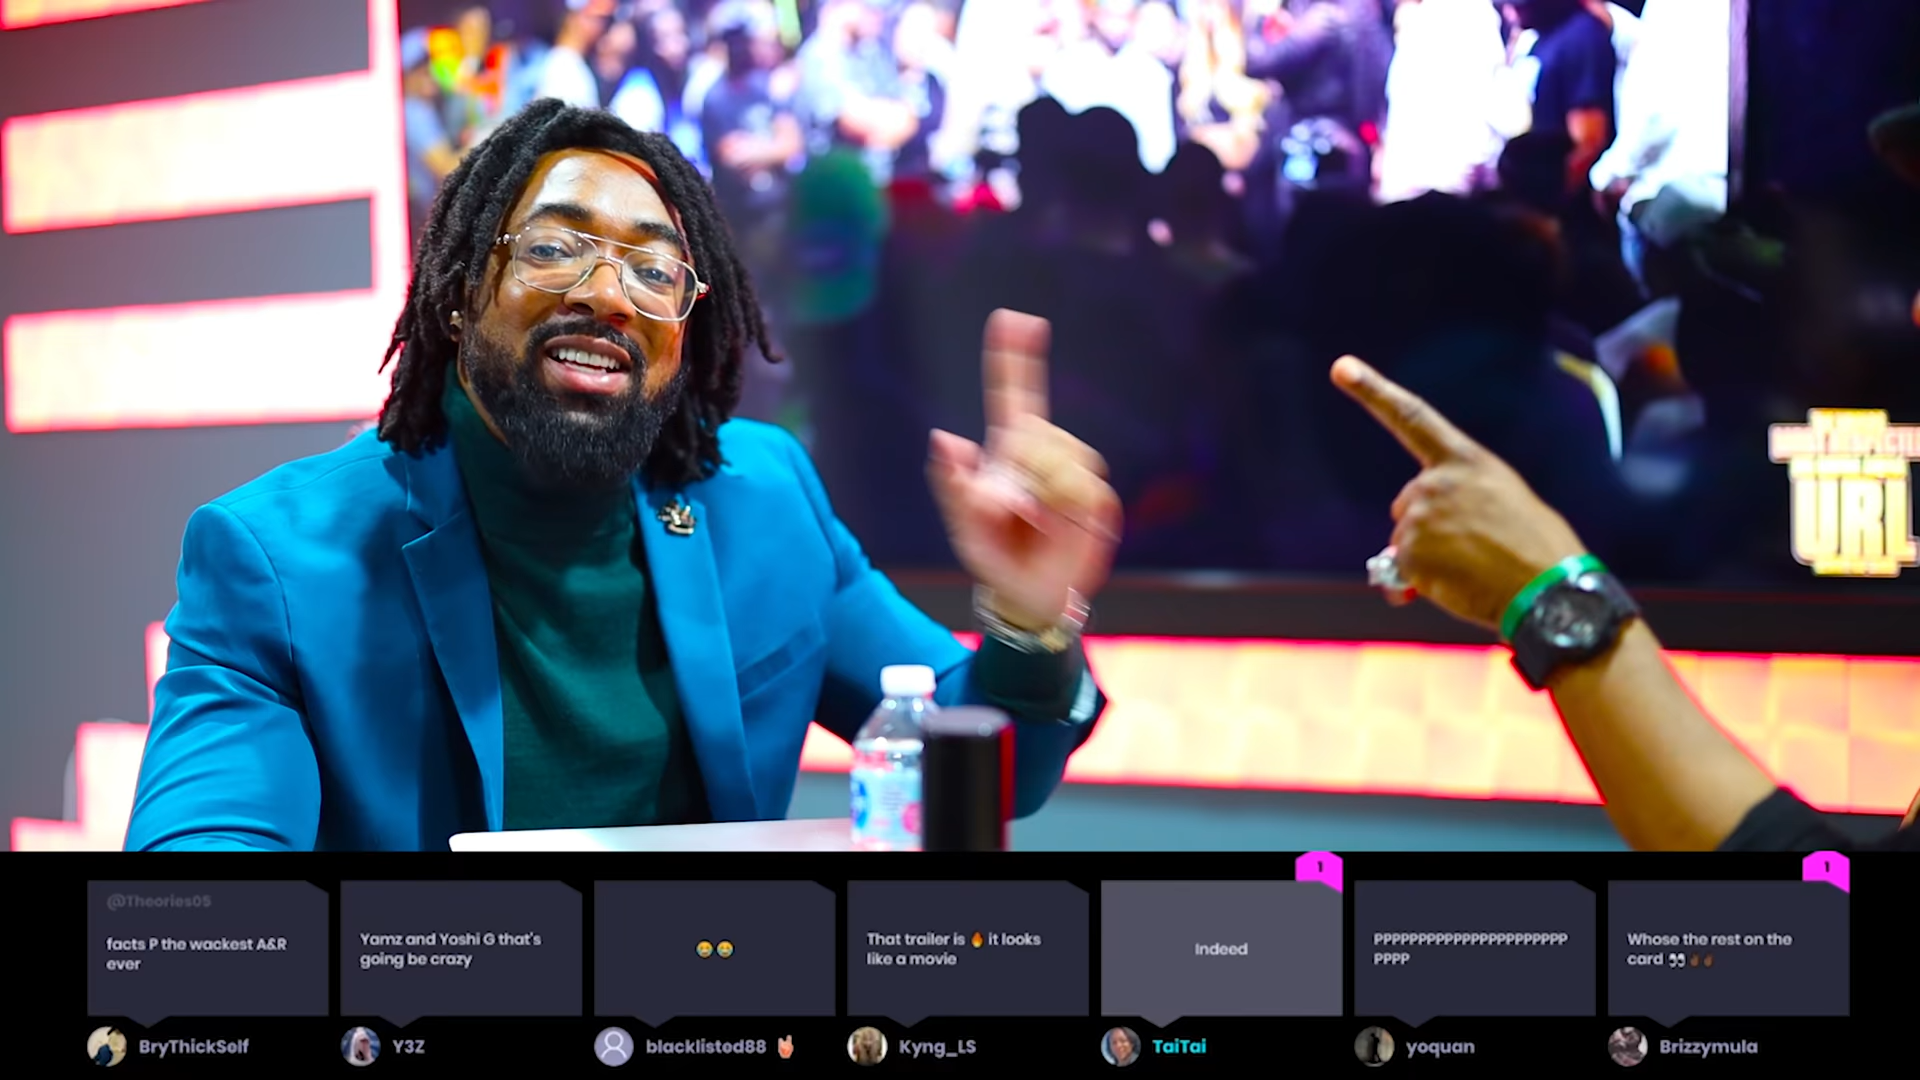 URL
@Theories05
facts P the wackest A&R
ever
Yamz and Yoshi G that's
going be crazy
😂😂
That trailer is 🔥 it looks
like a movie
1
Indeed
PPPPPPPPPPPPPPPPPPPPPP
PPPP
1
Whose the rest on the
card 👀✌🏾✌🏾
BryThickSelf
Y3Z
blacklisted88 🤘🏻
Kyng_LS
TaiTai
yoquan
Brizzymula